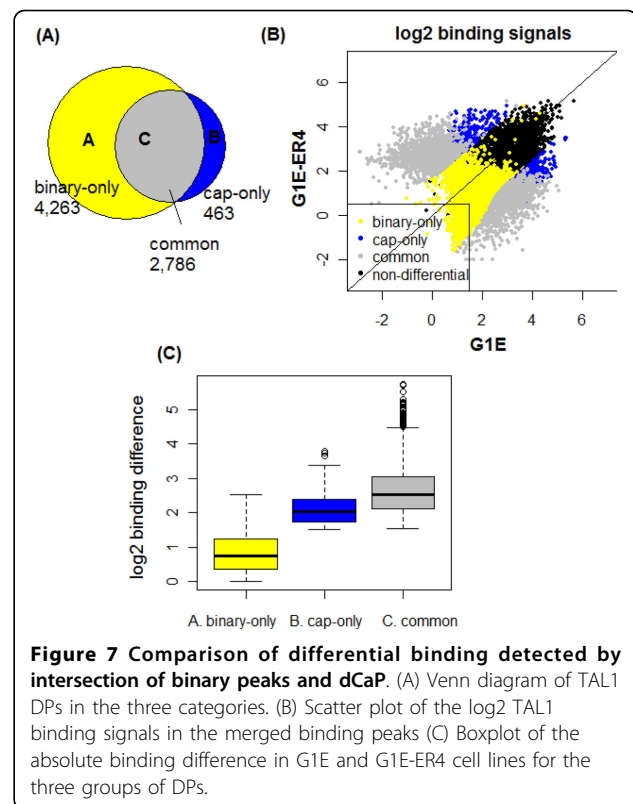 (A)
A
C
B
binary-only
4,263
cap-only
463
common
2,786
(B)
log2 binding signals
G1E-ER4
6
4
2
0
-2
binary-only
cap-only
common
non-differential
-2 0 2 4 6
G1E
(C)
log2 binding difference
5
4
3
2
1
0
A. binary-only B. cap-only C. common
Figure 7 Comparison of differential binding detected by
intersection of binary peaks and dCaP. (A) Venn diagram of TAL1
DPs in the three categories. (B) Scatter plot of the log2 TAL1
binding signals in the merged binding peaks (C) Boxplot of the
absolute binding difference in G1E and G1E-ER4 cell lines for the
three groups of DPs.